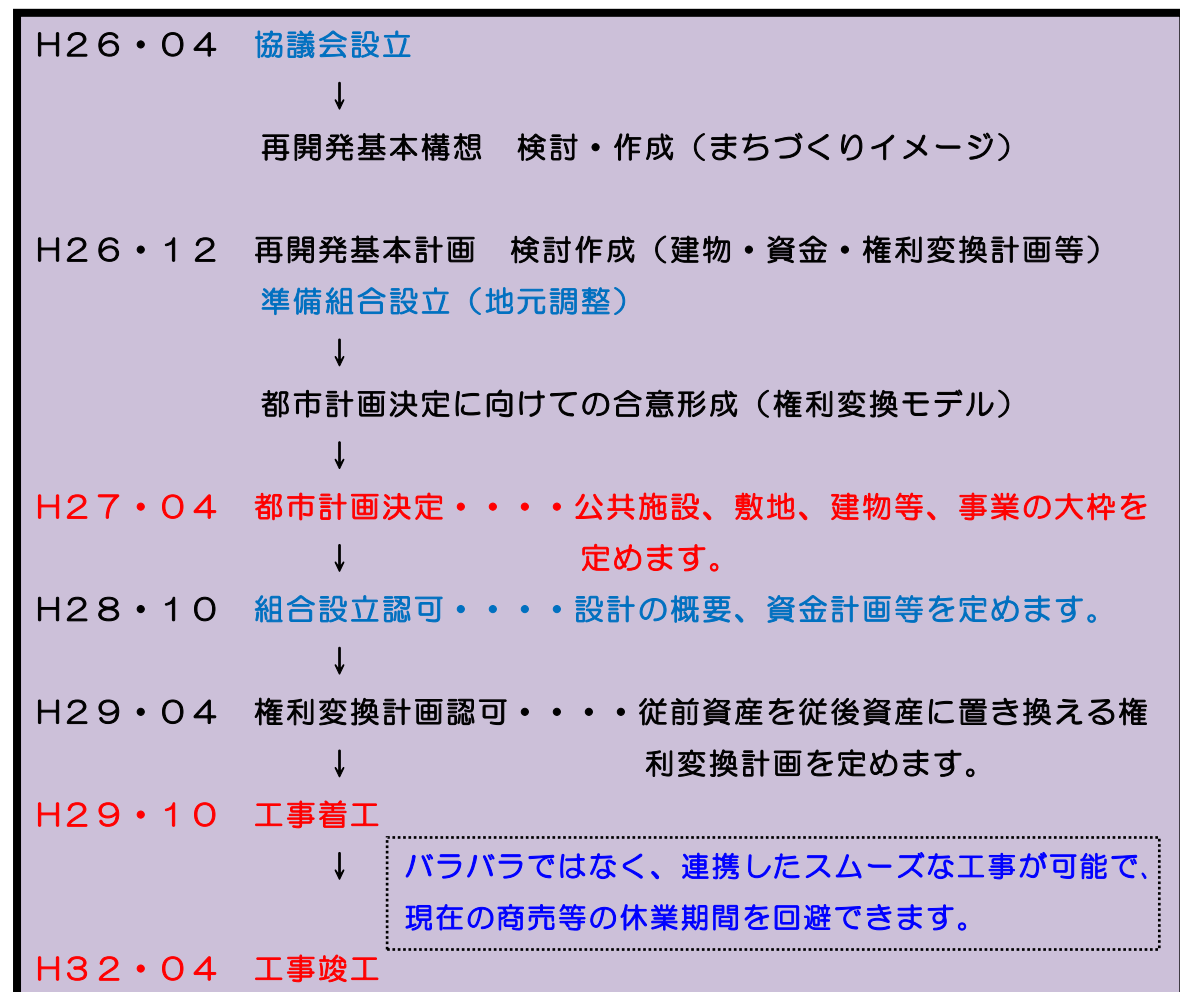 H26・04 協議会設立
↓
再開発基本構想 検討・作成(まちづくりイメージ)
H26・12 再開発基本計画 検討作成(建物・資金・権利変換計画等)
準備組合設立(地元調整)
↓
都市計画決定に向けての合意形成(権利変換モデル)
↓
H27・04 都市計画決定・・・・公共施設、敷地、建物等、事業の大枠を
↓ 定めます。
H28・10 組合設立認可・・・・設計の概要、資金計画等を定めます。
↓
H29・04 権利変換計画認可・・・・従前資産を従後資産に置き換える権
↓ 利変換計画を定めます。
H29・10 工事着工
↓ バラバラではなく、連携したスムーズな工事が可能で、
現在の商売等の休業期間を回避できます。
H32・04 工事竣工